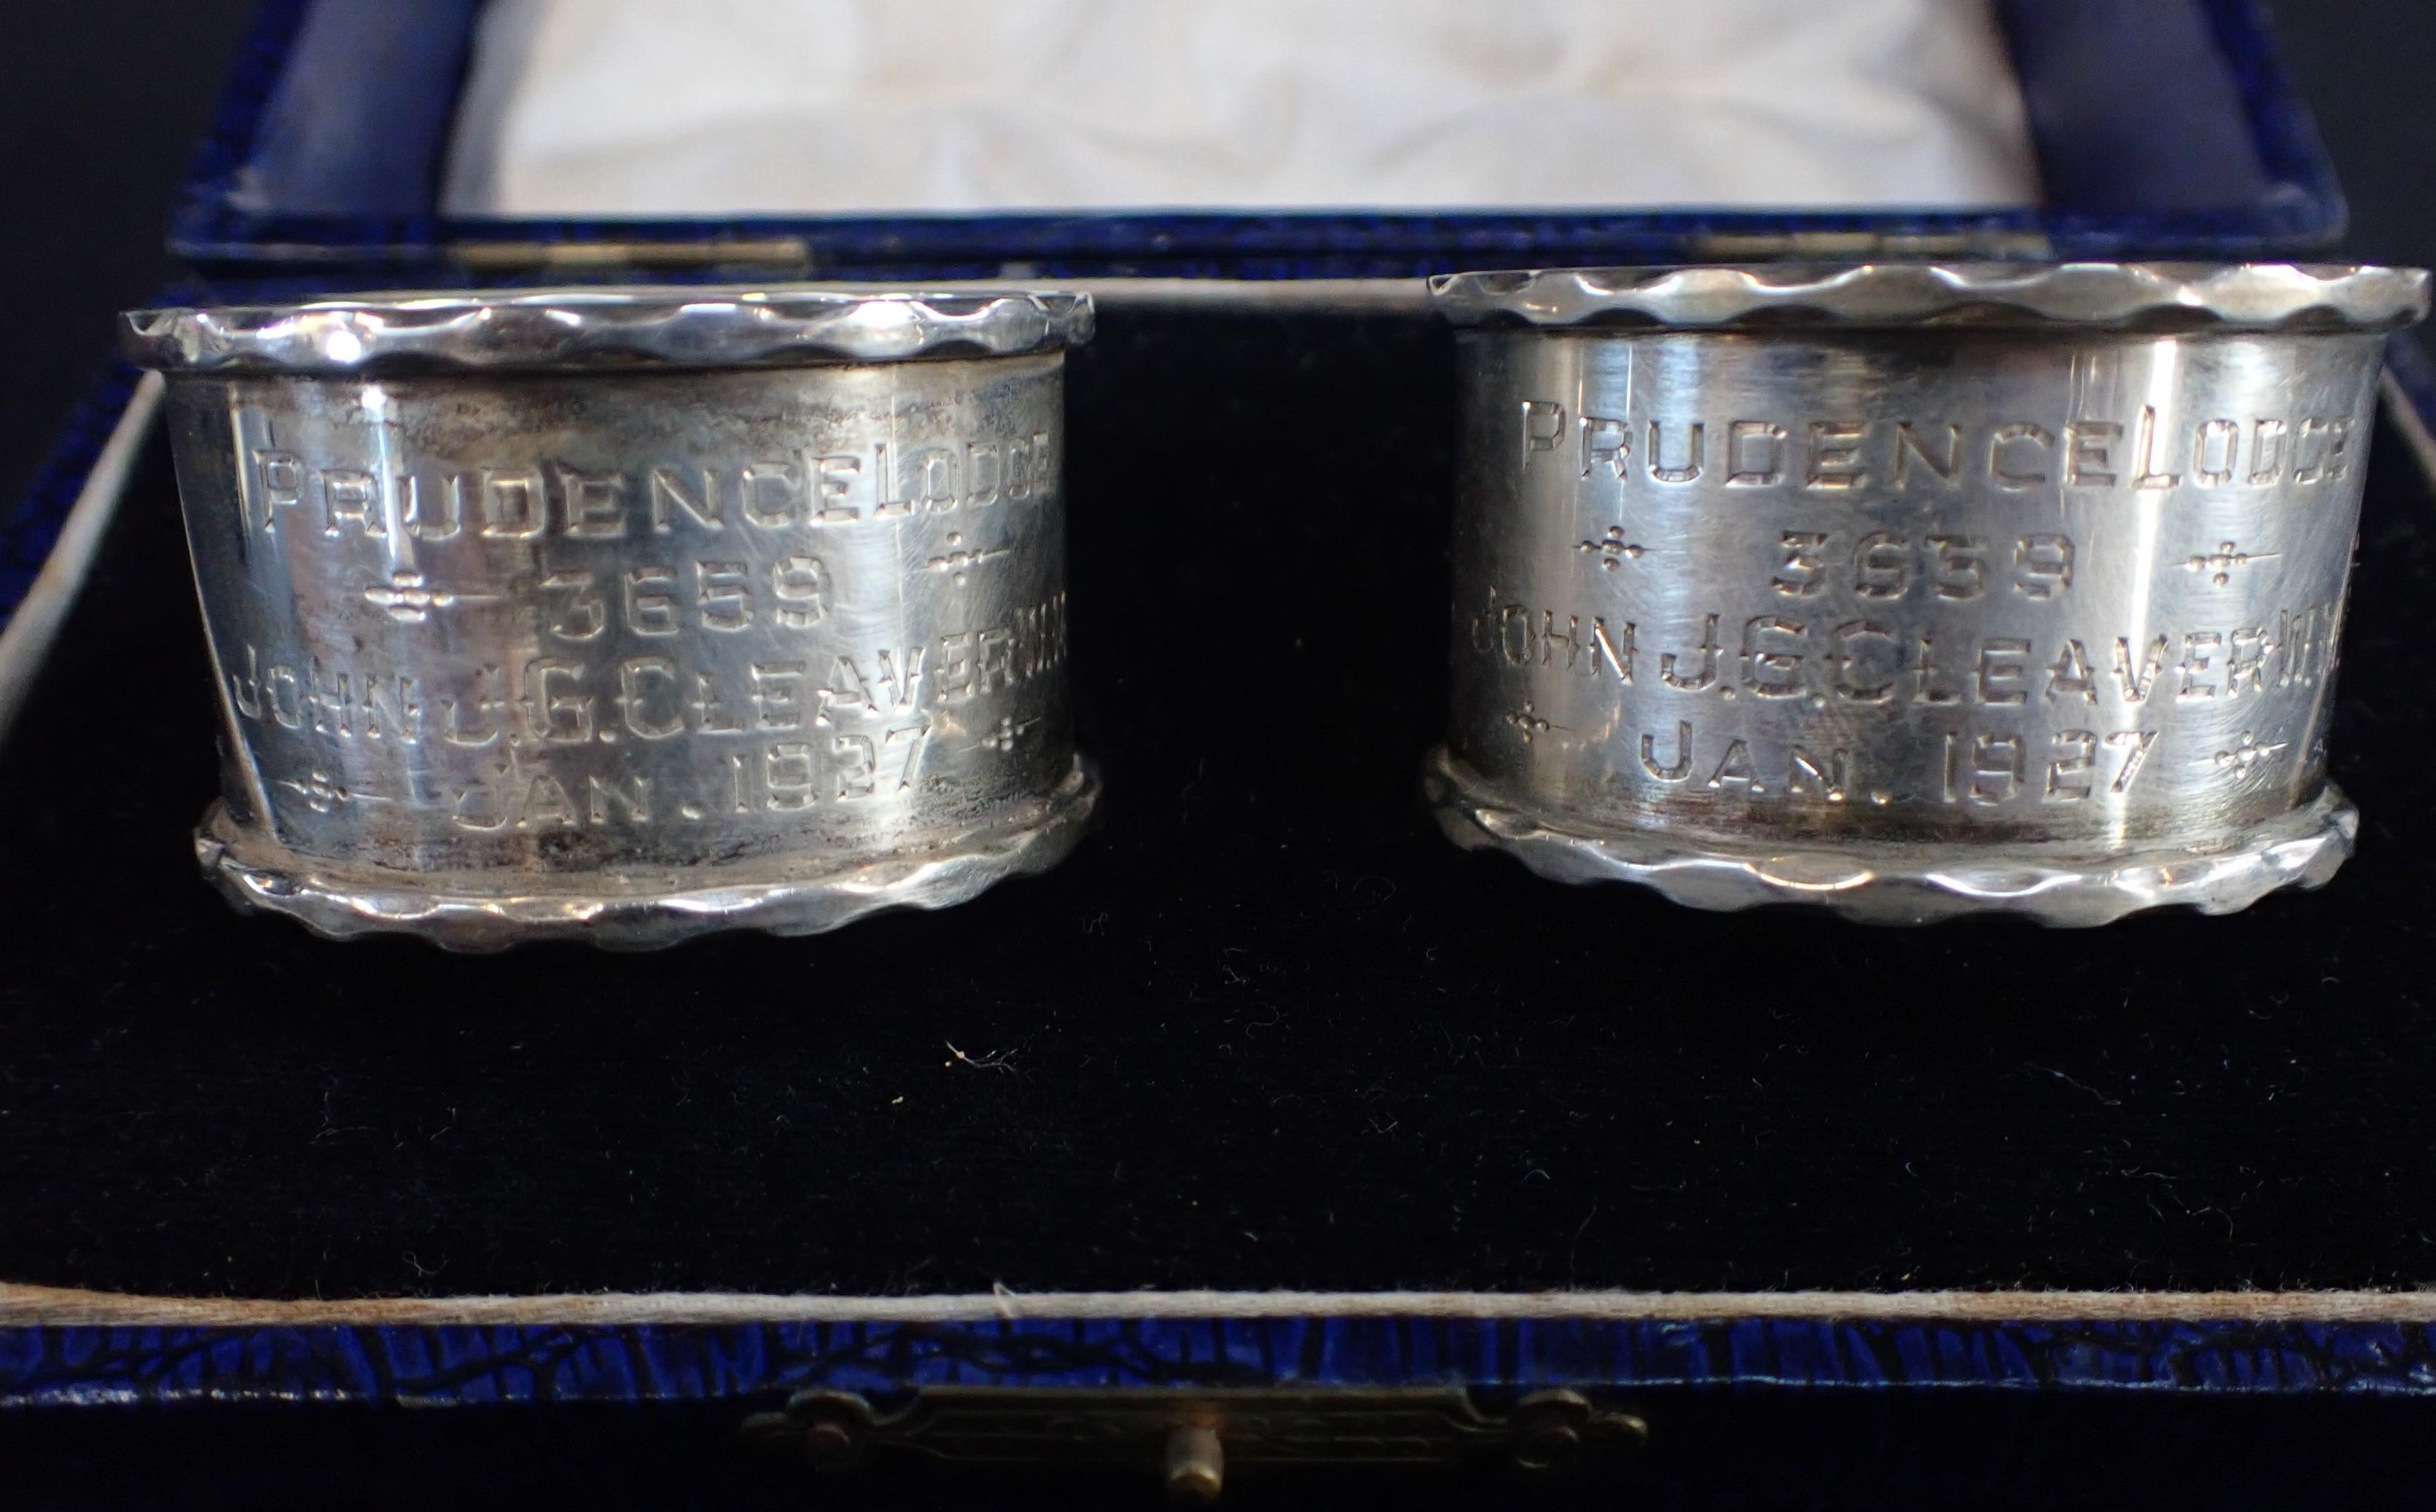 PRUDENCE LODGE
3659
JOHN J.G. CLEAVER W.M
JAN. 1927
PRUDENCE LODGE
3659
JOHN J.G. CLEAVER W.M
JAN. 1927